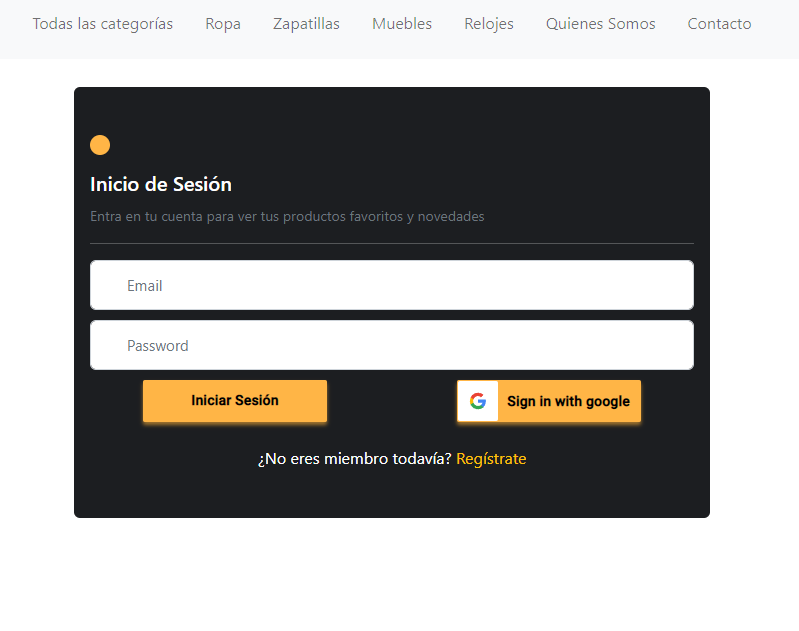 Todas las categorías Ropa Zapatillas Muebles Relojes Quienes Somos Contacto
Inicio de Sesión
Entra en tu cuenta para ver tus productos favoritos y novedades
Email
Password
Iniciar Sesión Sign in with google
¿No eres miembro todavía? Regístrate